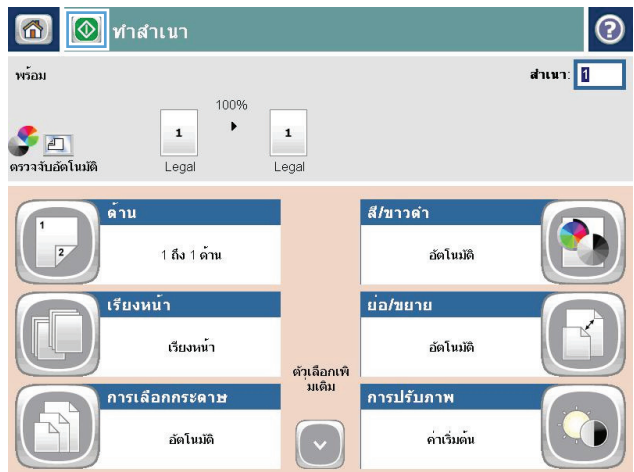 ทำสำเนา
?
พร้อม
สำเนา: 1
100%
1
1
ตรวจจับอัตโนมัติ
Legal
Legal
ด้าน
1
2
1 ถึง 1 ด้าน
สี/ขาวดำ
อัตโนมัติ
เรียงหน้า
เรียงหน้า
ย่อ/ขยาย
อัตโนมัติ
ตัวเลือกเพิ
มเติม
การเลือกกระดาษ
อัตโนมัติ
การปรับภาพ
ค่าเริ่มต้น